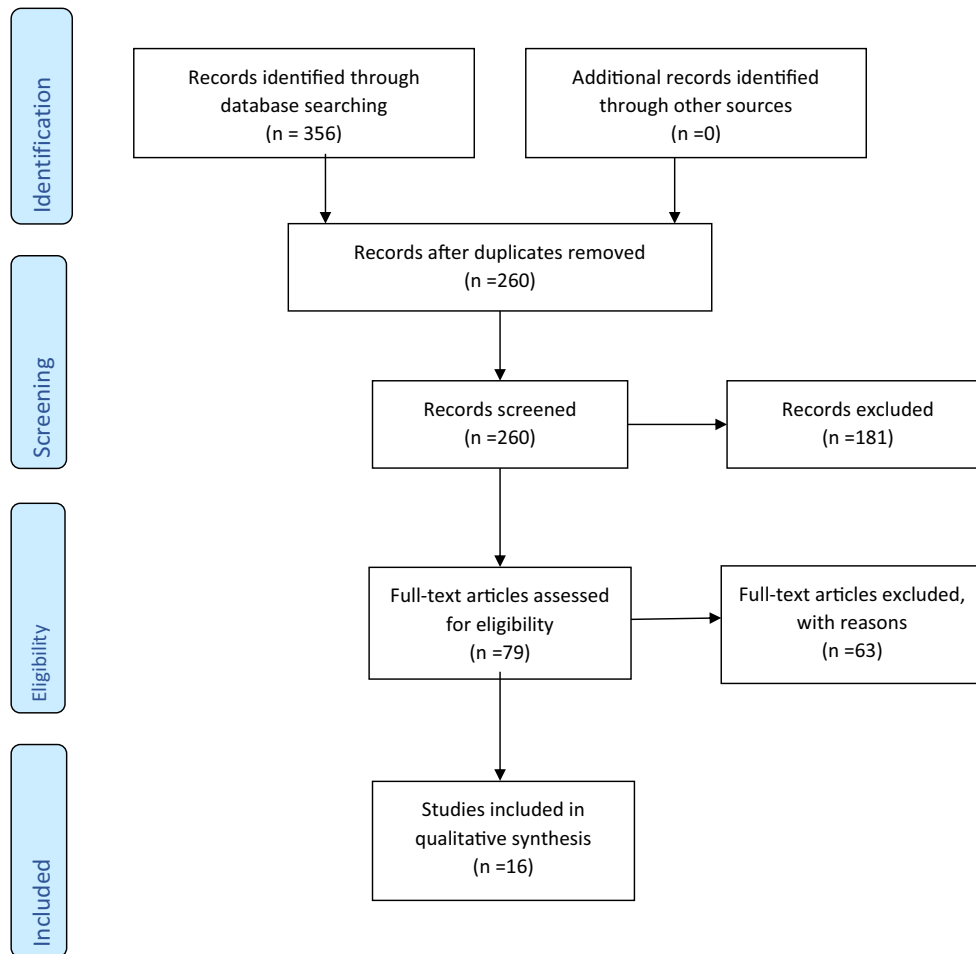 Identification
Records identified through
database searching
(n = 356)
Additional records identified
through other sources
(n =0)
Records after duplicates removed
(n =260)
Screening
Records screened
(n =260)
Records excluded
(n =181)
Eligibility
Full-text articles assessed
for eligibility
(n =79)
Full-text articles excluded,
with reasons
(n =63)
Included
Studies included in
qualitative synthesis
(n =16)